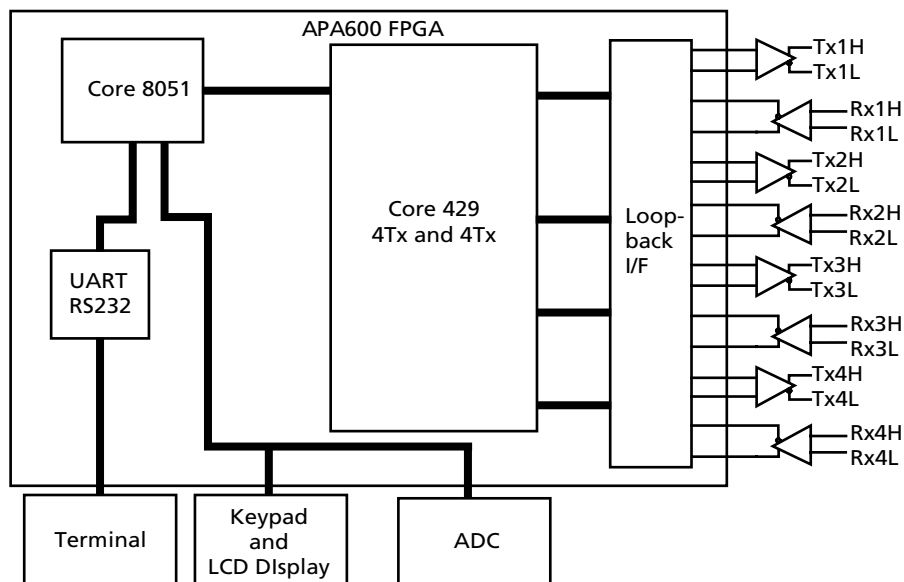 APA600 FPGA
Core 8051
Core 429
4Tx and 4Tx
Loop-
back
I/F
UART
RS232
Tx1H
Tx1L
Rx1H
Rx1L
Tx2H
Tx2L
Rx2H
Rx2L
Tx3H
Tx3L
Rx3H
Rx3L
Tx4H
Tx4L
Rx4H
Rx4L
Terminal
Keypad
and
LCD DIsplay
ADC